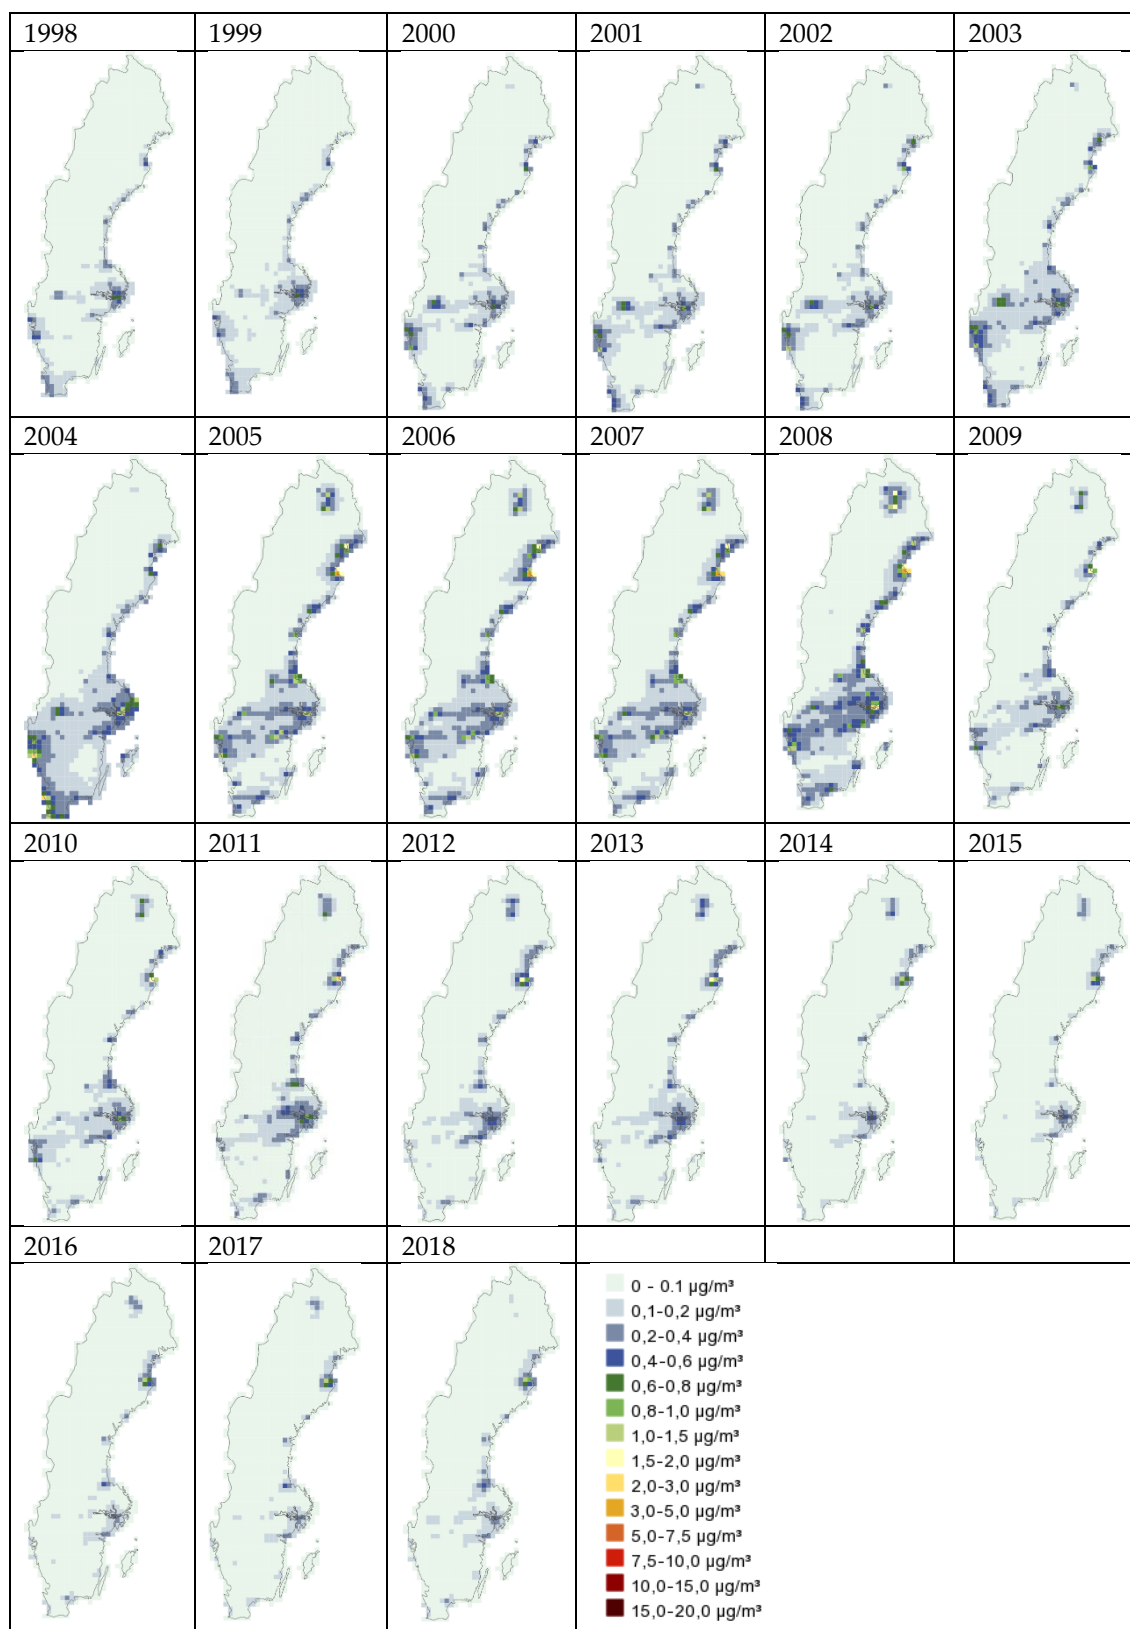 1998 1999 2000 2001 2002 2003
2004 2005 2006 2007 2008 2009
2010 2011 2012 2013 2014 2015
2016 2017 2018
0 - 0.1 µg/m³
0,1-0,2 µg/m³
0,2-0,4 µg/m³
0,4-0,6 µg/m³
0,6-0,8 µg/m³
0,8-1,0 µg/m³
1,0-1,5 µg/m³
1,5-2,0 µg/m³
2,0-3,0 µg/m³
3,0-5,0 µg/m³
5,0-7,5 µg/m³
7,5-10,0 µg/m³
10,0-15,0 µg/m³
15,0-20,0 µg/m³